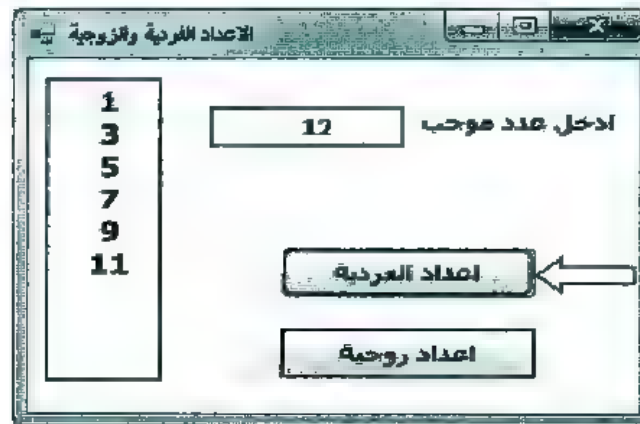 الاعداد الفردية والزوجية
ادخل عدد موجب
12
1
3
5
7
9
11
اعداد الفردية
اعداد زوجية